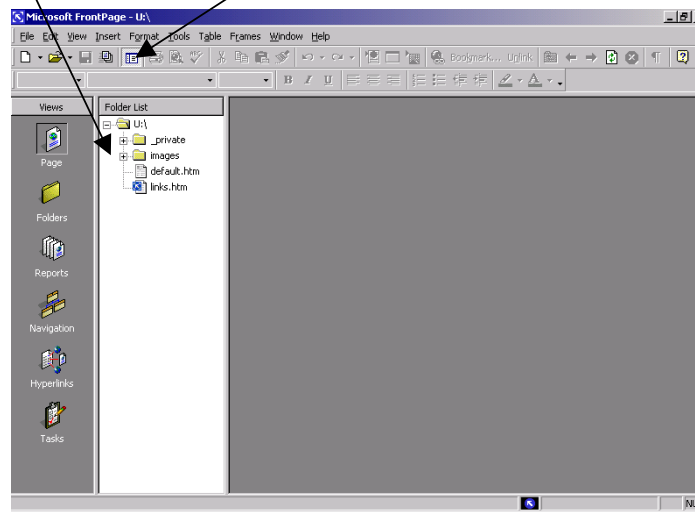 Microsoft FrontPage - U:\
File Edit View Insert Format Tools Table Frames Window Help
Bookmark... Unlink
B I U A
Views
Folder List
U:\
_private
images
default.htm
links.htm
Page
Folders
Reports
Navigation
Hyperlinks
Tasks